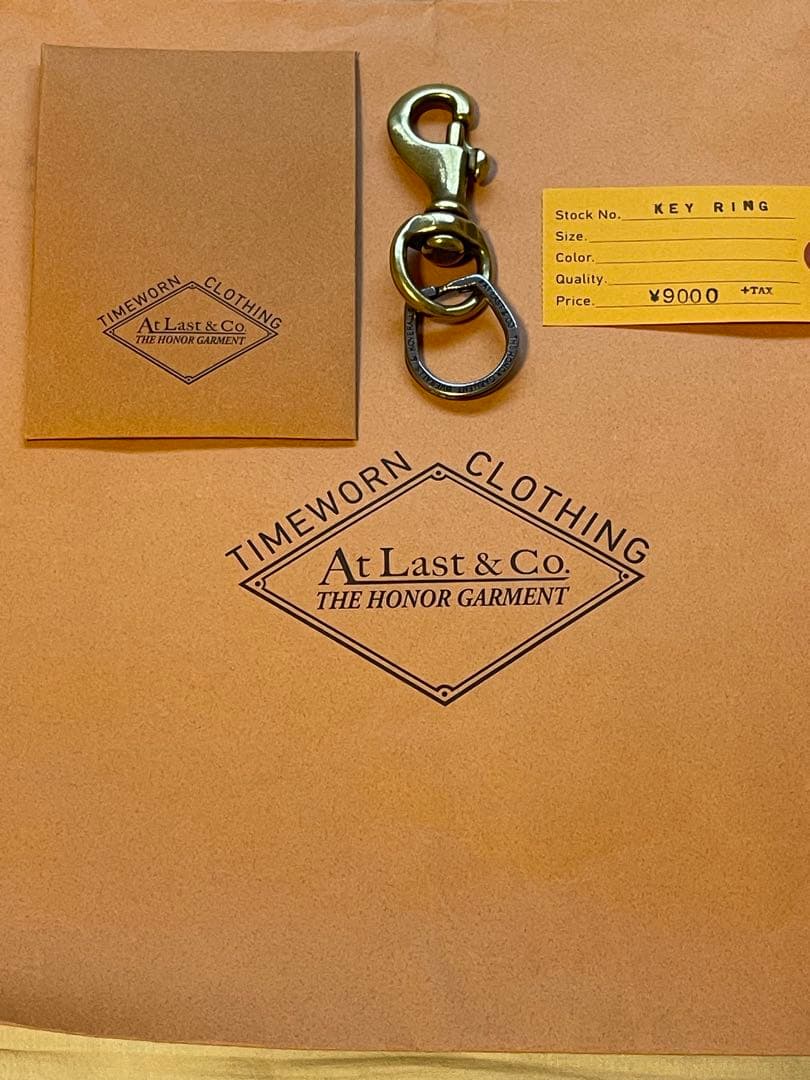 TIMEWORN CLOTHING
At Last & Co.
THE HONOR GARMENT
Stock No. KEY RING
Size.
Color.
Quality.
Price. ¥9000 +TAX
TIMEWORN CLOTHING
At Last & Co.
THE HONOR GARMENT